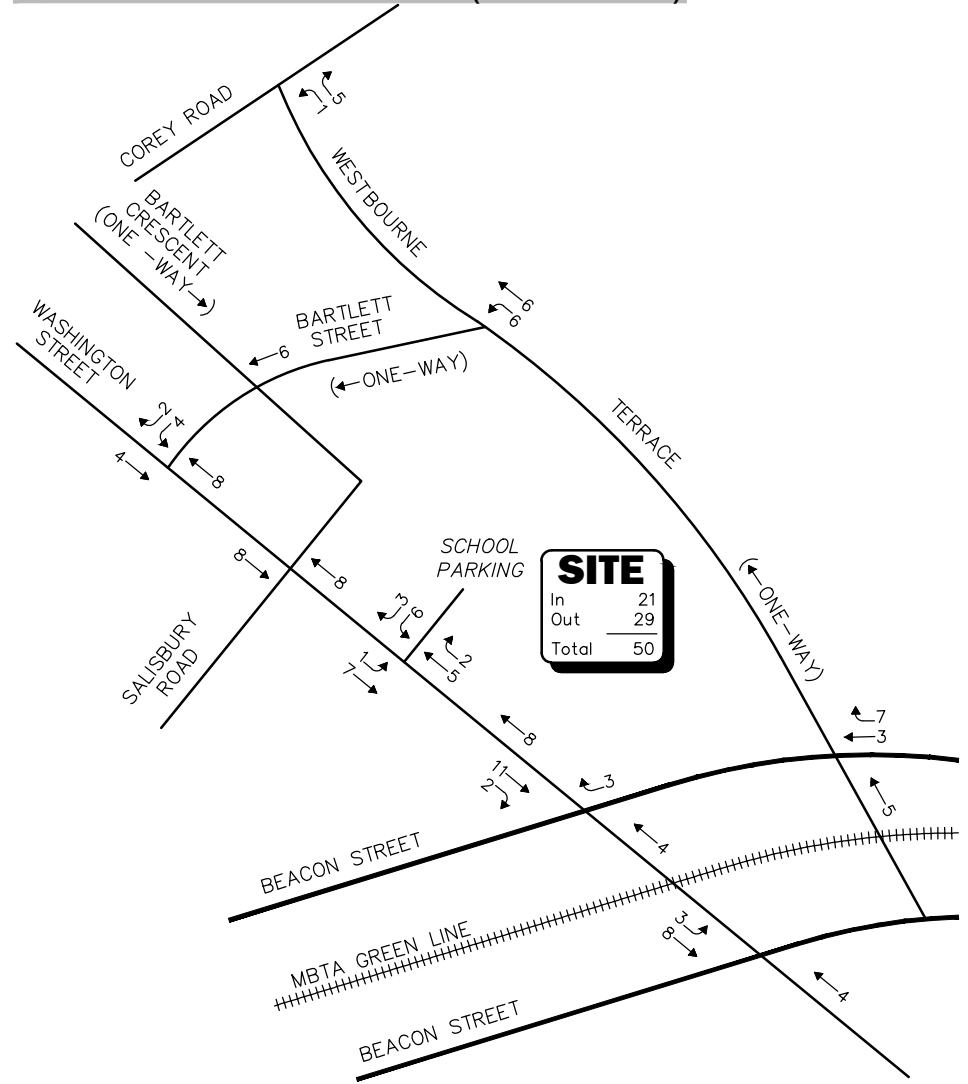 COREY ROAD
5
1
WESTBOURNE
BARTLETT
CRESCENT
(ONE -WAY→)
6
6
BARTLETT
STREET
6
(←ONE-WAY)
WASHINGTON
STREET
2
4
4
8
TERRACE
8
8
SCHOOL
PARKING
SITE
In 21
Out 29
Total 50
(←ONE-WAY)
3
6
1
7
2
5
SALISBURY
ROAD
7
3
8
11
2
3
5
4
BEACON STREET
3
8
MBTA GREEN LINE
4
BEACON STREET